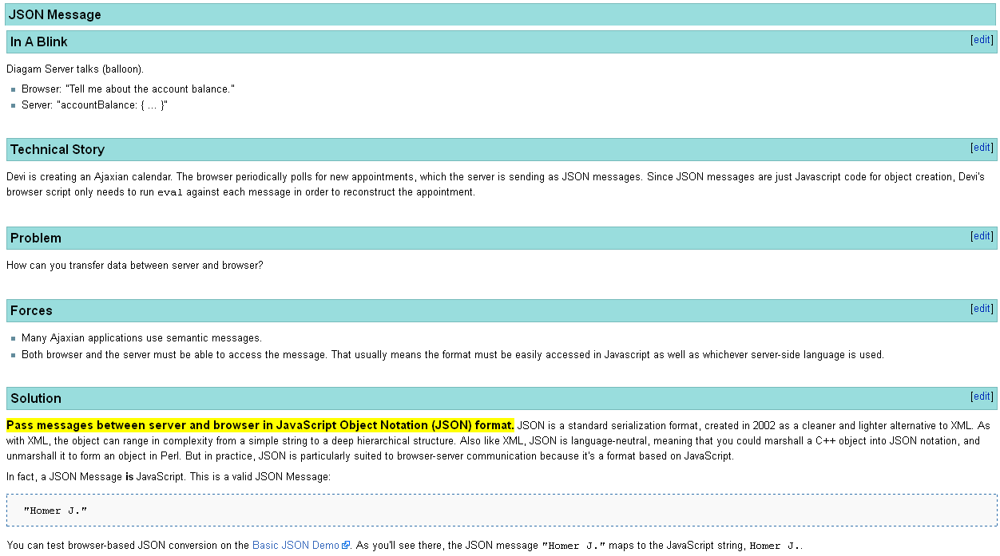 JSON Message
In A Blink [edit]
Diagam Server talks (balloon).
Browser: "Tell me about the account balance."
Server: "accountBalance: { ... }"
Technical Story [edit]
Devi is creating an Ajaxian calendar. The browser periodically polls for new appointments, which the server is sending as JSON messages. Since JSON messages are just Javascript code for object creation, Devi's
browser script only needs to run eval against each message in order to reconstruct the appointment.
Problem [edit]
How can you transfer data between server and browser?
Forces [edit]
Many Ajaxian applications use semantic messages.
Both browser and the server must be able to access the message. That usually means the format must be easily accessed in Javascript as well as whichever server-side language is used.
Solution [edit]
Pass messages between server and browser in JavaScript Object Notation (JSON) format. JSON is a standard serialization format, created in 2002 as a cleaner and lighter alternative to XML. As
with XML, the object can range in complexity from a simple string to a deep hierarchical structure. Also like XML, JSON is language-neutral, meaning that you could marshall a C++ object into JSON notation, and
unmarshall it to form an object in Perl. But in practice, JSON is particularly suited to browser-server communication because it's a format based on JavaScript.
In fact, a JSON Message is JavaScript. This is a valid JSON Message:
"Homer J."
You can test browser-based JSON conversion on the Basic JSON Demo. As you'll see there, the JSON message "Homer J." maps to the JavaScript string, Homer J..